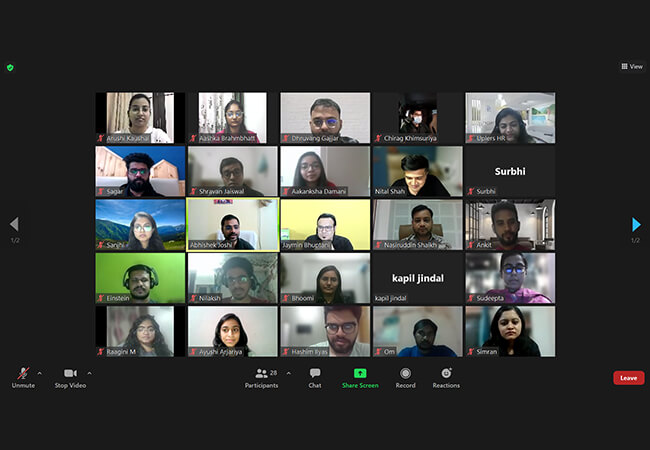 View
Arushi Kaushal
Aashka Brahmbhatt
Dhruvang Gajjar
Chirag Khimsuriya
Uplers HR
Sagar
Shravan Jaiswal
Aakanksha Damani
Nital Shah
Surbhi
Surbhi
Sanjhi
Abhishek Joshi
Jaymin Bhuptani
Nasiruddin Shaikh
Ankit
1/2
1/2
Einstein
Nilaksh
Bhoomi
kapil jindal
kapil jindal
Sudeepta
Raagini M
Ayushi Arjariya
Hashim Ilyas
Om
Simran
Unmute
Stop Video
28
Participants
Chat
Share Screen
Record
Reactions
Leave